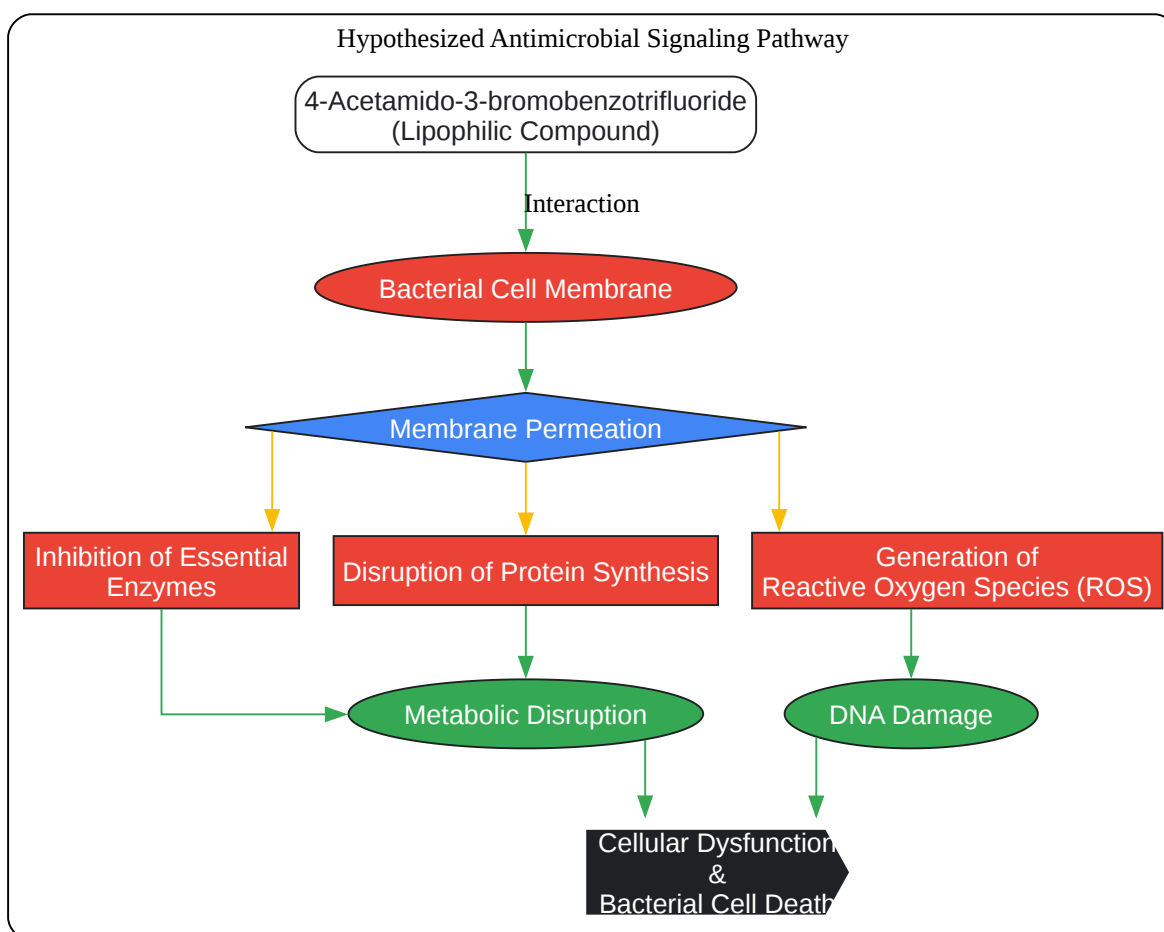 Hypothesized Antimicrobial Signaling Pathway
4-Acetamido-3-bromobenzotrifluoride
(Lipophilic Compound)
Interaction
Bacterial Cell Membrane
Membrane Permeation
Inhibition of Essential
Enzymes
Disruption of Protein Synthesis
Generation of
Reactive Oxygen Species (ROS)
Metabolic Disruption
DNA Damage
Cellular Dysfunction
&
Bacterial Cell Death